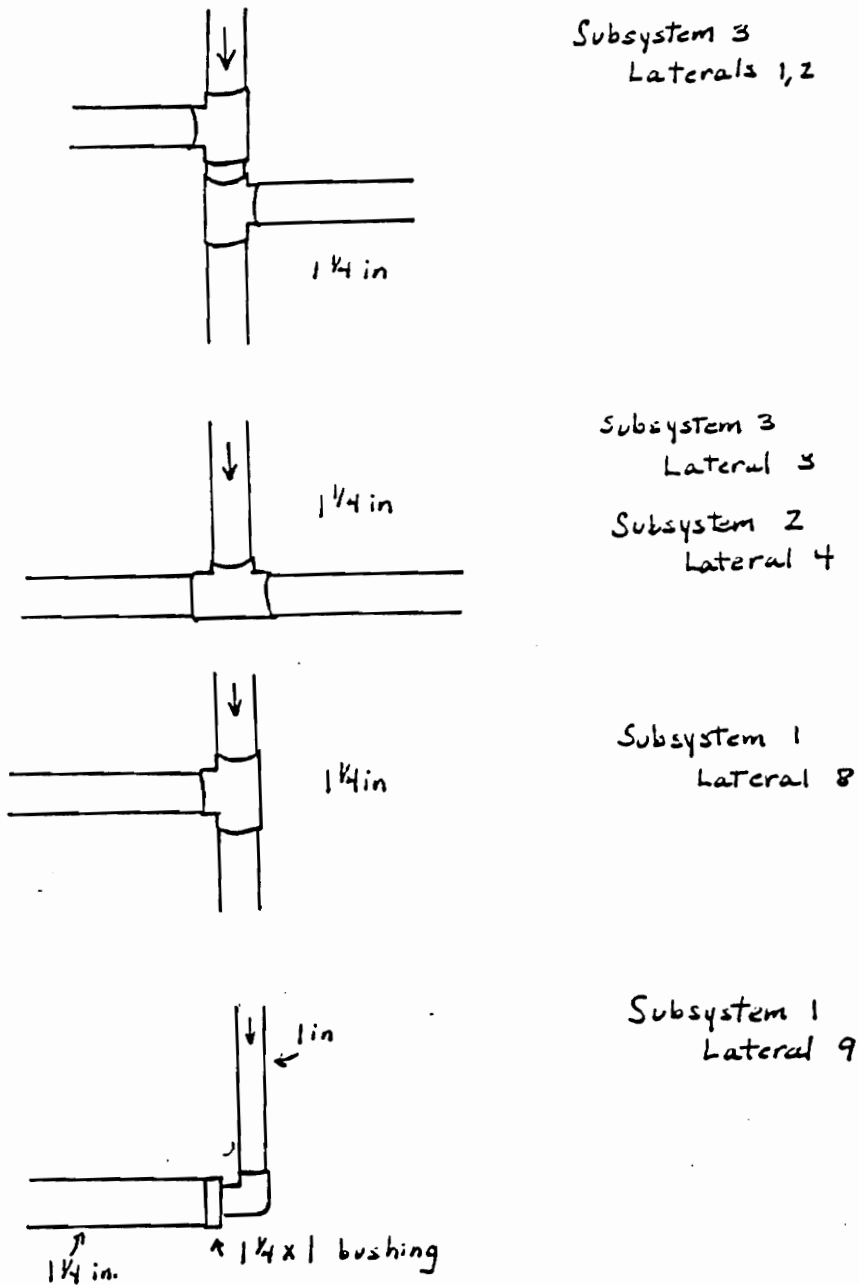 Subsystem 3
Laterals 1,2
1 1/4 in
Subsystem 3
Lateral 3
1 1/4 in
Subsystem 2
Lateral 4
Subsystem 1
Lateral 8
1 1/4 in
Subsystem 1
Lateral 9
1 in
1 1/4 x 1 bushing
1 1/4 in.